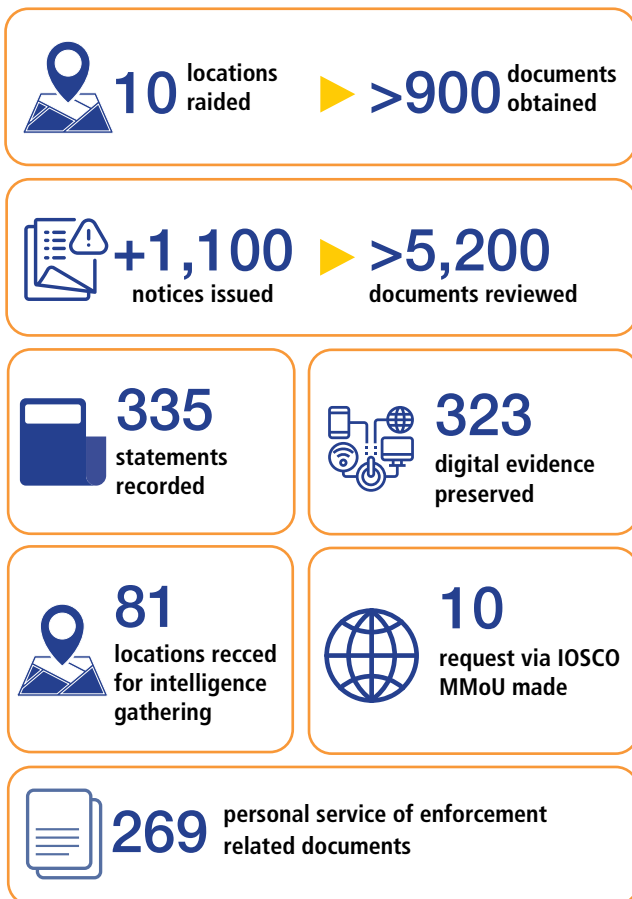 10 locations
raided
>900 documents
obtained
+1,100
notices issued
>5,200
documents reviewed
335
statements
recorded
323
digital evidence
preserved
81
locations recced
for intelligence
gathering
10
request via IOSCO
MMoU made
269 personal service of enforcement
related documents